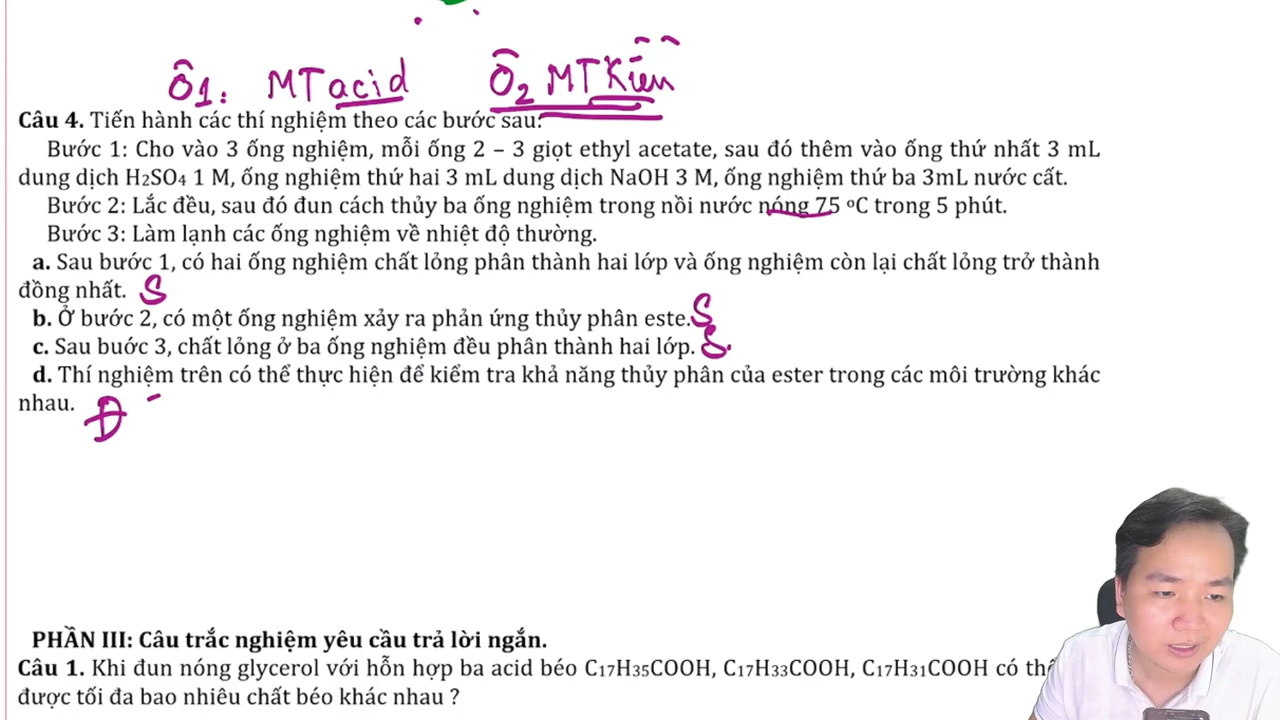 Ô1: MT acid Ô2 MT Kiềm
Câu 4. Tiến hành các thí nghiệm theo các bước sau:
Bước 1: Cho vào 3 ống nghiệm, mỗi ống 2 – 3 giọt ethyl acetate, sau đó thêm vào ống thứ nhất 3 mL
dung dịch H₂SO₄ 1 M, ống nghiệm thứ hai 3 mL dung dịch NaOH 3 M, ống nghiệm thứ ba 3mL nước cất.
Bước 2: Lắc đều, sau đó đun cách thủy ba ống nghiệm trong nồi nước nóng 75 ᵒC trong 5 phút.
Bước 3: Làm lạnh các ống nghiệm về nhiệt độ thường.
a. Sau bước 1, có hai ống nghiệm chất lỏng phân thành hai lớp và ống nghiệm còn lại chất lỏng trở thành
đồng nhất. S
b. Ở bước 2, có một ống nghiệm xảy ra phản ứng thủy phân este. S
c. Sau buớc 3, chất lỏng ở ba ống nghiệm đều phân thành hai lớp. S.
d. Thí nghiệm trên có thể thực hiện để kiểm tra khả năng thủy phân của ester trong các môi trường khác
nhau. Đ
PHẦN III: Câu trắc nghiệm yêu cầu trả lời ngắn.
Câu 1. Khi đun nóng glycerol với hỗn hợp ba acid béo C₁₇H₃₅COOH, C₁₇H₃₃COOH, C₁₇H₃₁COOH có
được tối đa bao nhiêu chất béo khác nhau ?